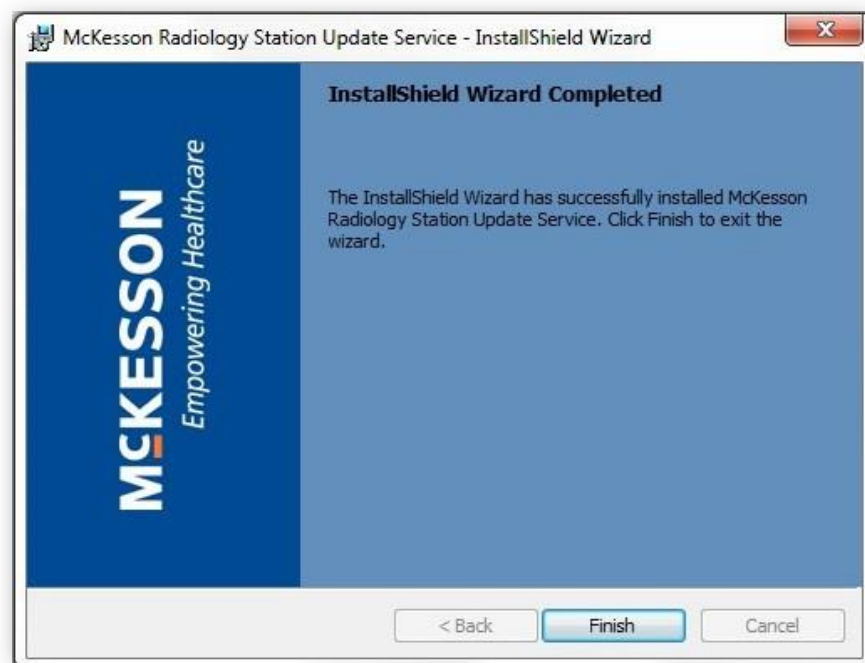 McKesson Radiology Station Update Service - InstallShield Wizard
InstallShield Wizard Completed
The InstallShield Wizard has successfully installed McKesson
Radiology Station Update Service. Click Finish to exit the
wizard.
McKESSON
Empowering Healthcare
< Back
Finish
Cancel